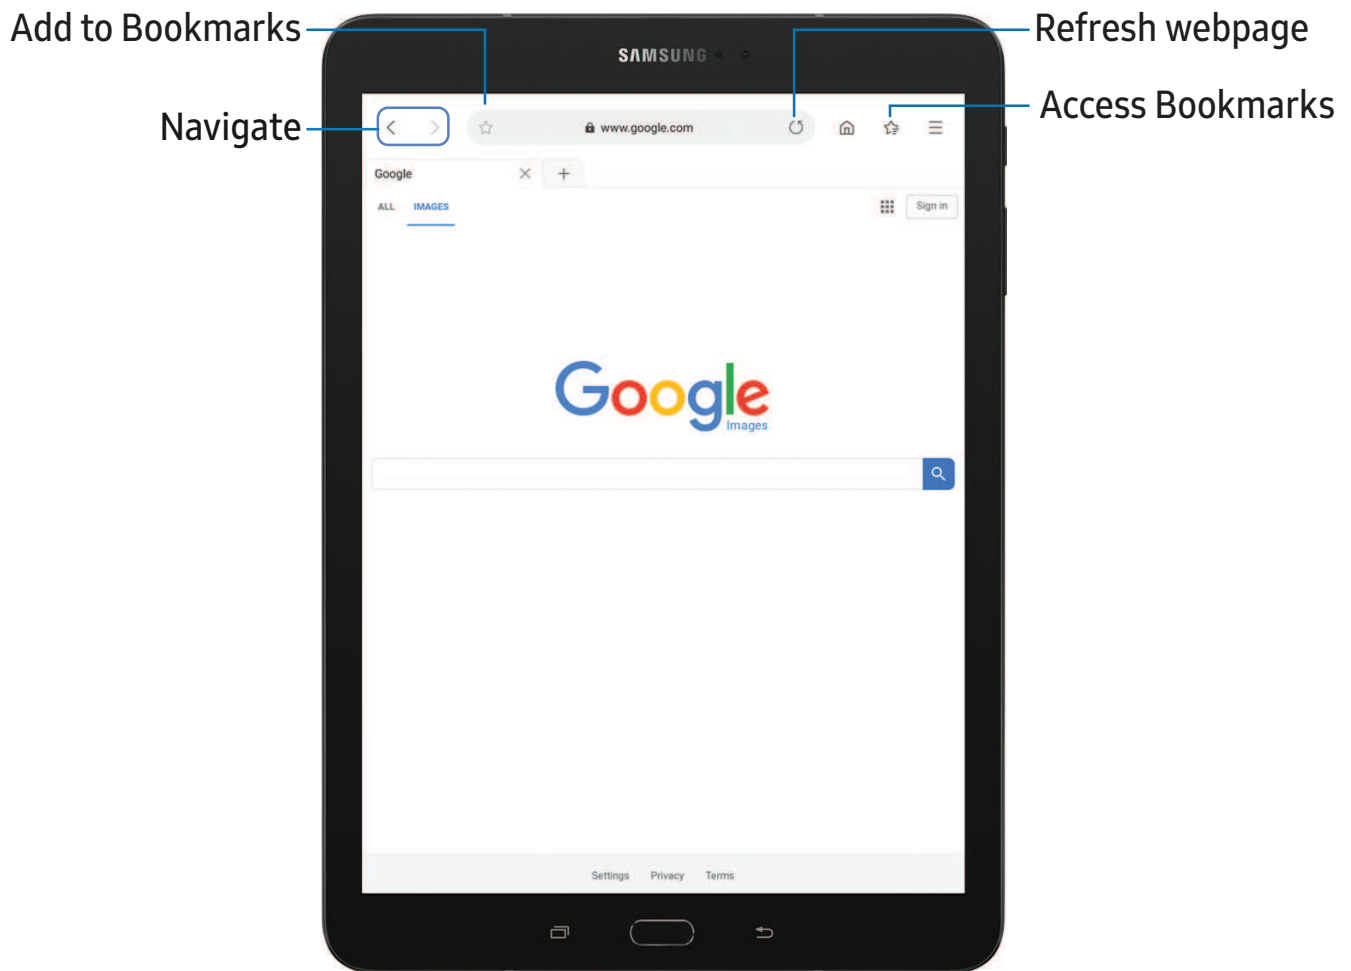 Add to Bookmarks
Refresh webpage
SAMSUNG
Access Bookmarks
Navigate
www.google.com
Google
ALL IMAGES
Sign in
Google
Images
Settings Privacy Terms